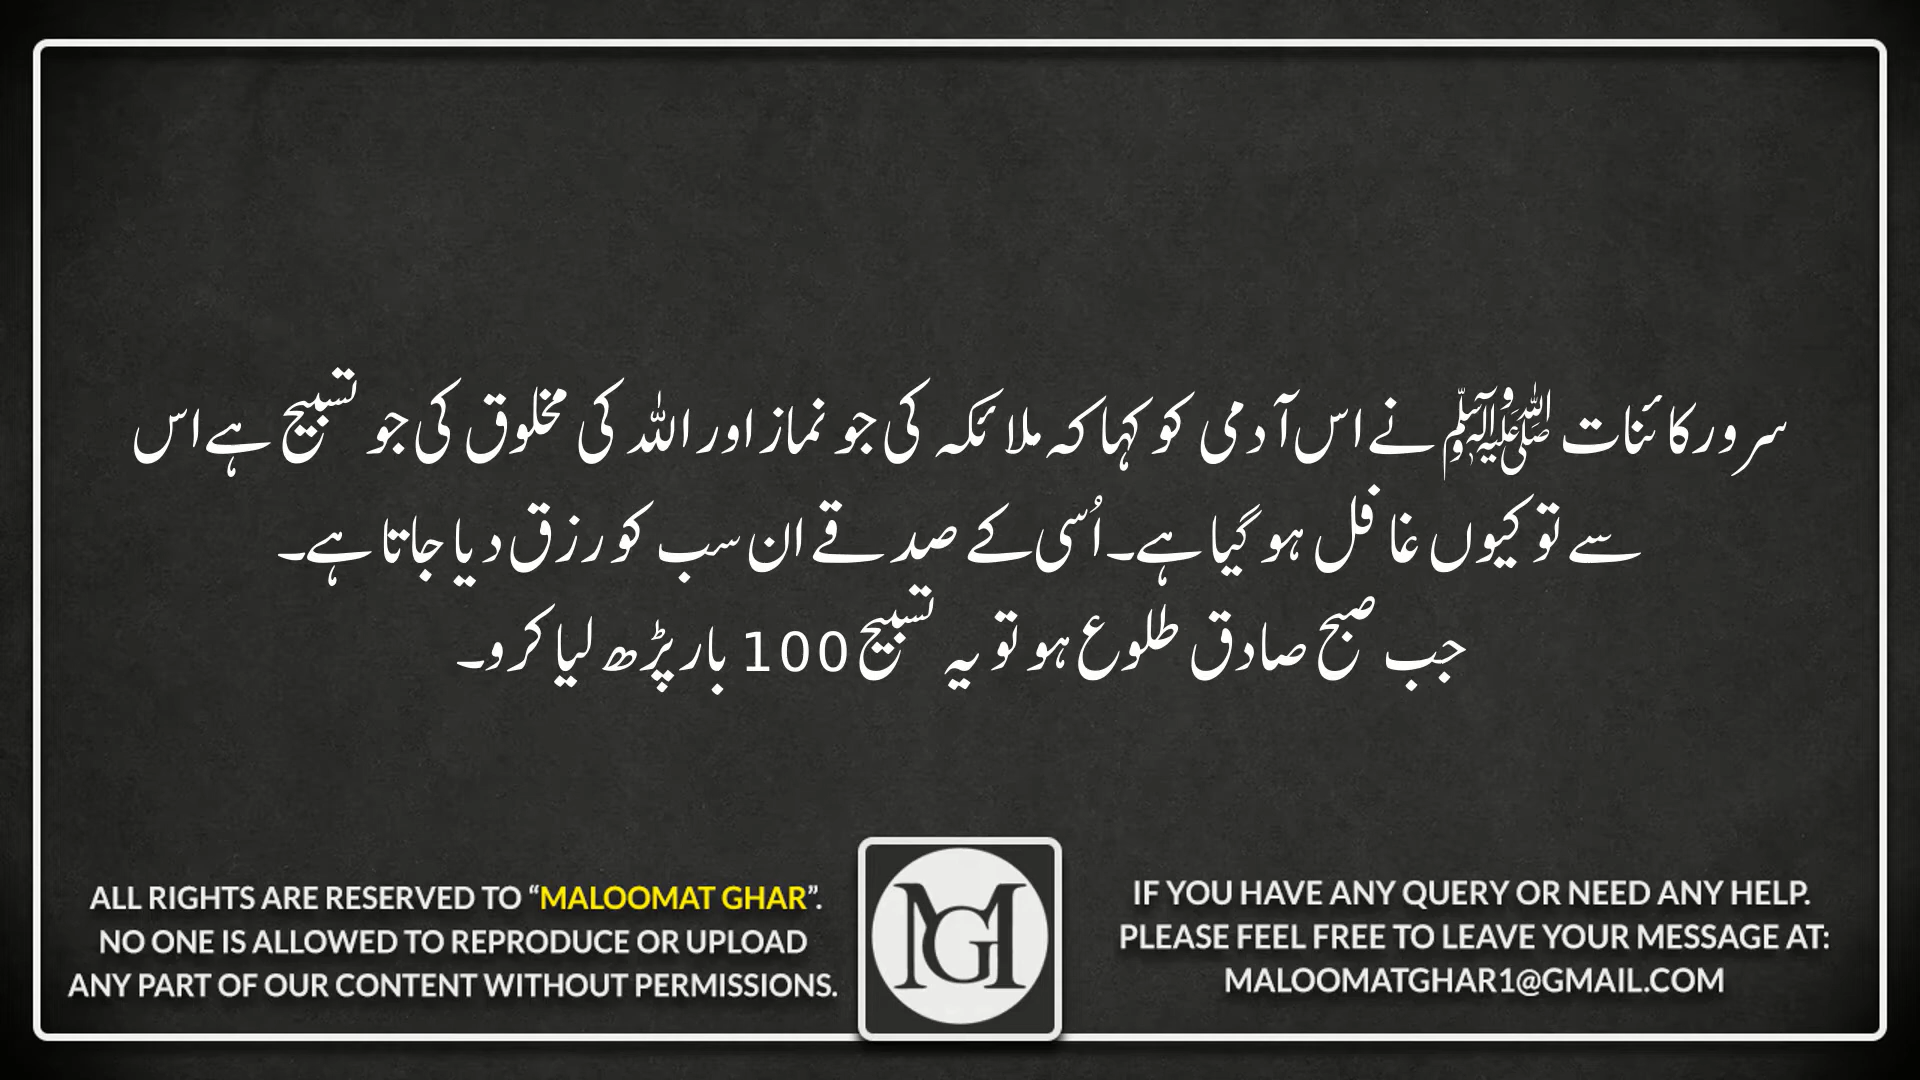 سرور کائنات ﷺ نے اس آدمی کو کہا کہ ملائکہ کی جو نماز اور اللہ کی مخلوق کی جو تسبیح ہے اس
سے تو کیوں غافل ہو گیا ہے۔ اُسی کے صدقے ان سب کو رزق دیا جاتا ہے۔
جب صبح صادق طلوع ہو تو یہ تسبیح 100 بار پڑھ لیا کرو۔
ALL RIGHTS ARE RESERVED TO “MALOOMAT GHAR”.
NO ONE IS ALLOWED TO REPRODUCE OR UPLOAD
ANY PART OF OUR CONTENT WITHOUT PERMISSIONS.
MG
IF YOU HAVE ANY QUERY OR NEED ANY HELP.
PLEASE FEEL FREE TO LEAVE YOUR MESSAGE AT:
MALOOMATGHAR1@GMAIL.COM